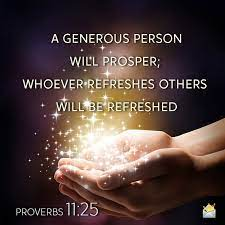 A GENEROUS PERSON
WILL PROSPER;
WHOEVER REFRESHES OTHERS
WILL BE REFRESHED
PROVERBS 11:25